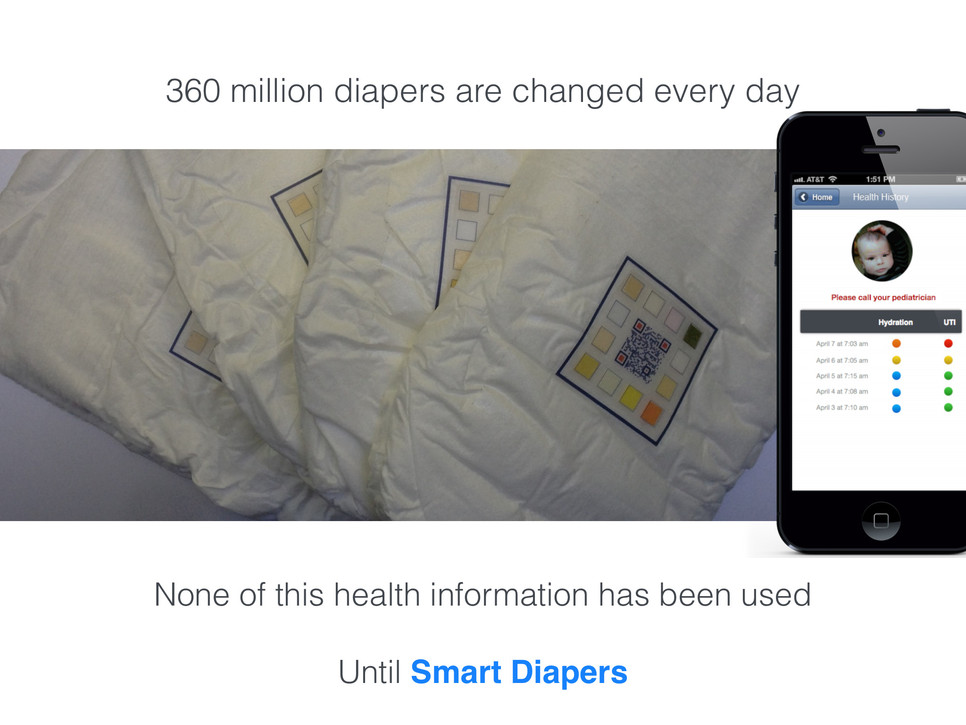 360 million diapers are changed every day
AT&T 1:51 PM
Home Health History
Please call your pediatrician
Hydration UTI
April 7 at 7:03 am
April 6 at 7:05 am
April 5 at 7:15 am
April 4 at 7:08 am
April 3 at 7:10 am
None of this health information has been used
Until Smart Diapers